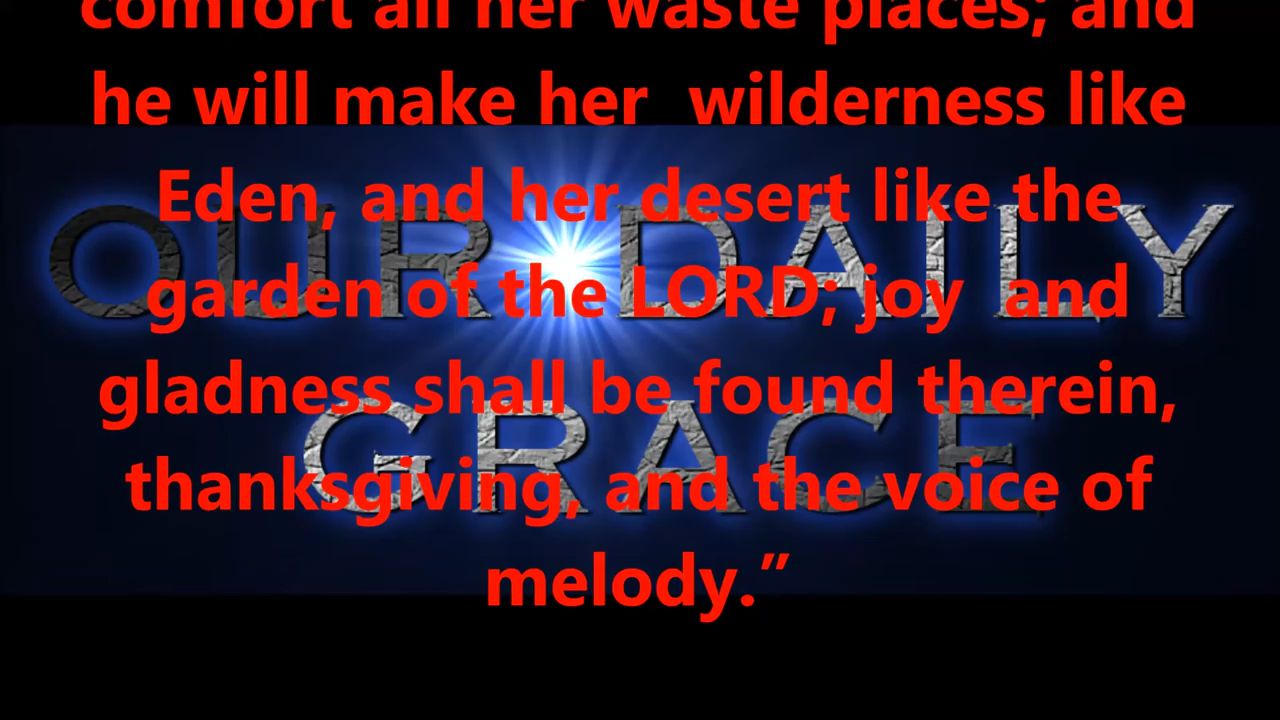 comfort all her waste places; and
he will make her  wilderness like
Eden, and her desert like the
garden of the LORD; joy  and
gladness shall be found therein,
thanksgiving, and the voice of
melody.”
OUR DAILY
GRACE